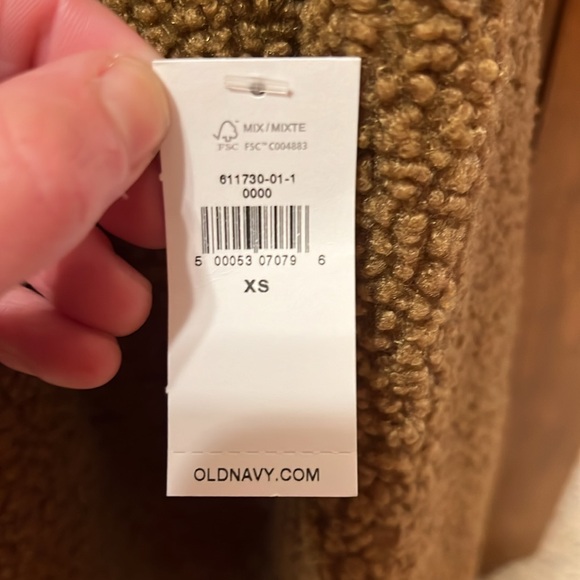 MIX/MIXTE
FSC FSC™ C004883
611730-01-1
0000
5 00053 07079 6
XS
OLDNAVY.COM